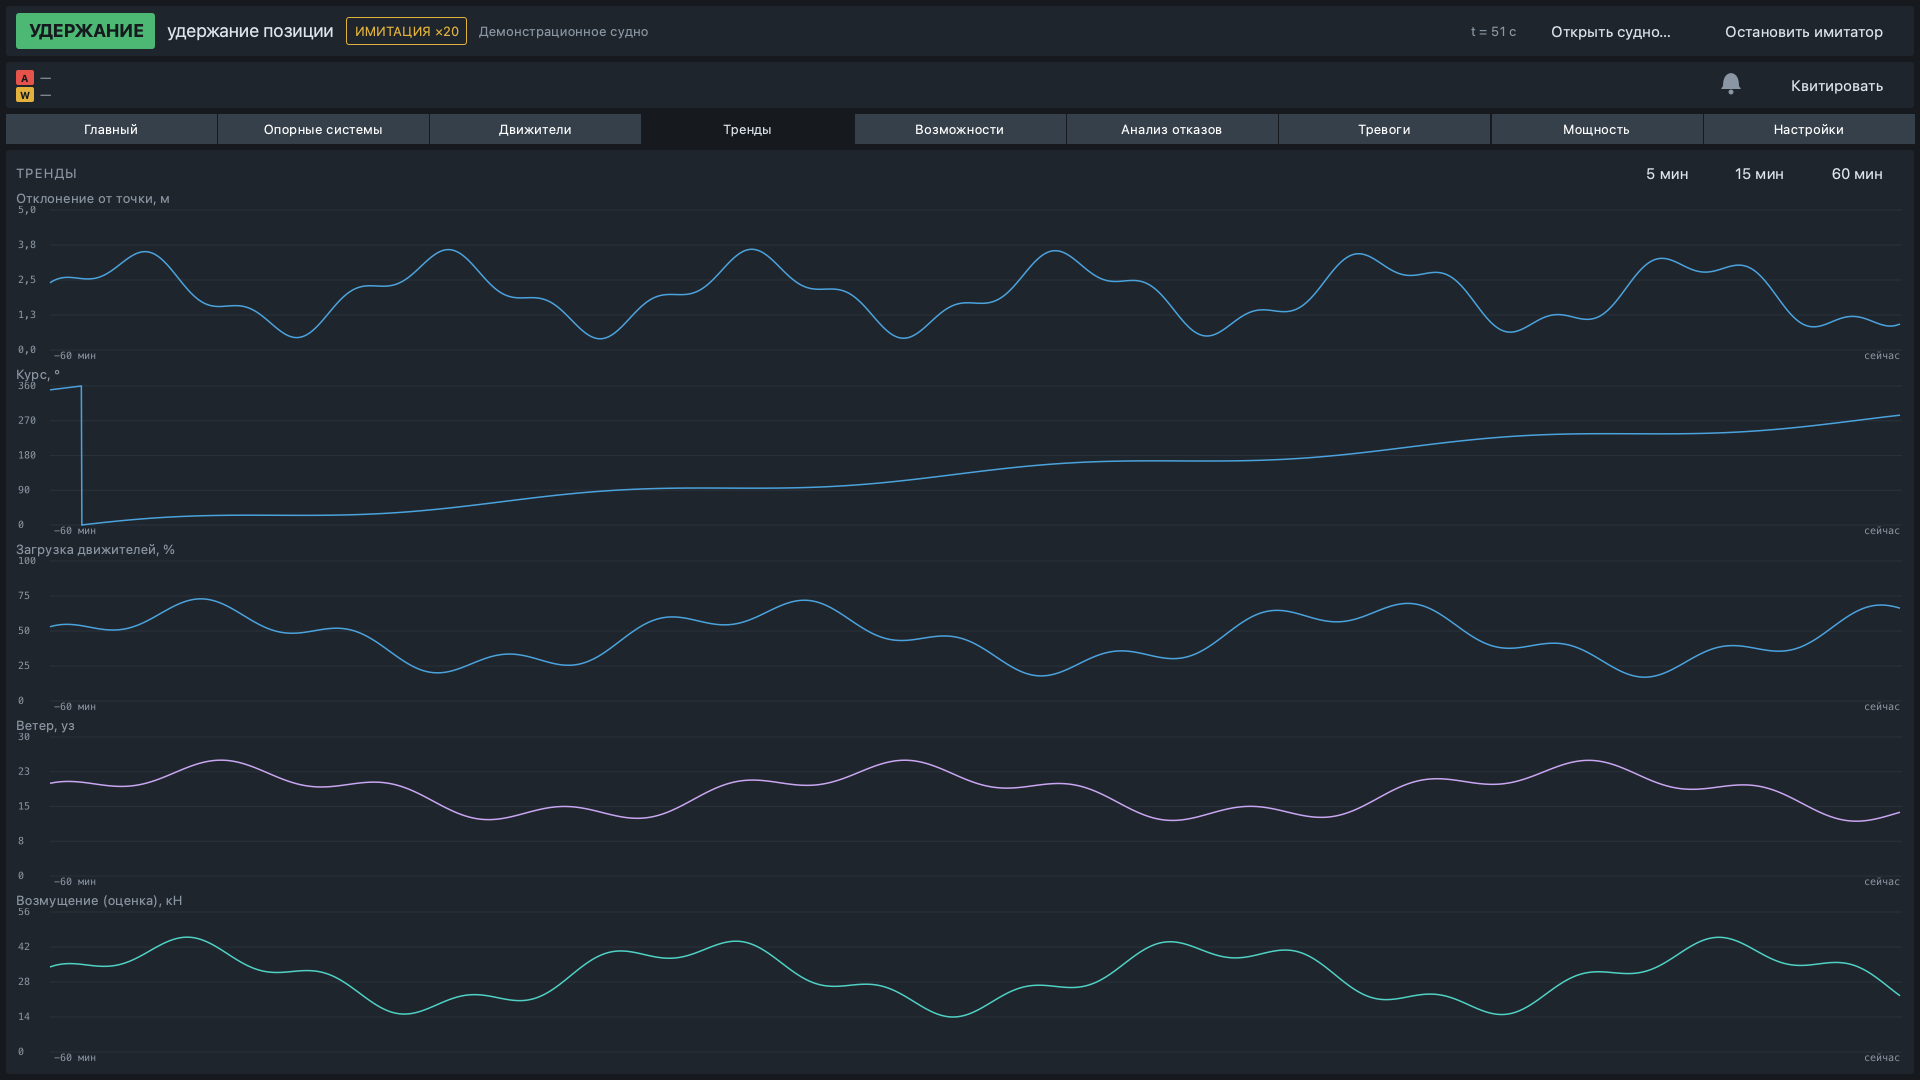 УДЕРЖАНИЕ удержание позиции ИМИТАЦИЯ ×20 Демонстрационное судно t = 51 с Открыть судно... Остановить имитатор
A —
W —
Квитировать
Главный Опорные системы Движители Тренды Возможности Анализ отказов Тревоги Мощность Настройки
ТРЕНДЫ 5 мин 15 мин 60 мин
Отклонение от точки, м
5,0
3,8
2,5
1,3
0,0
−60 мин сейчас
Курс, °
360
270
180
90
0
−60 мин сейчас
Загрузка движителей, %
100
75
50
25
0
−60 мин сейчас
Ветер, уз
30
23
15
8
0
−60 мин сейчас
Возмущение (оценка), кН
56
42
28
14
0
−60 мин сейчас